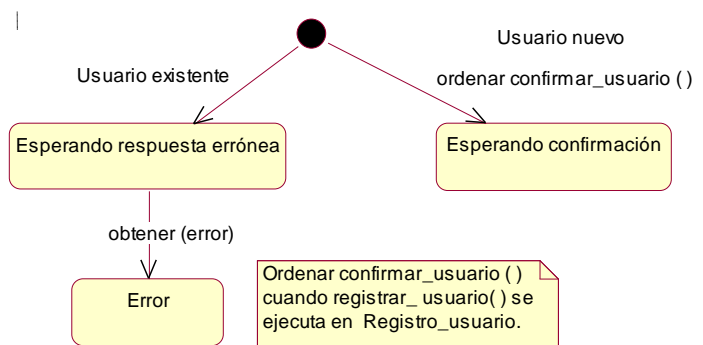 Usuario nuevo
Usuario existente
ordenar confirmar_usuario ( )
Esperando respuesta errónea
Esperando confirmación
obtener (error)
Error
Ordenar confirmar_usuario ( )
cuando registrar_ usuario( ) se
ejecuta en Registro_usuario.